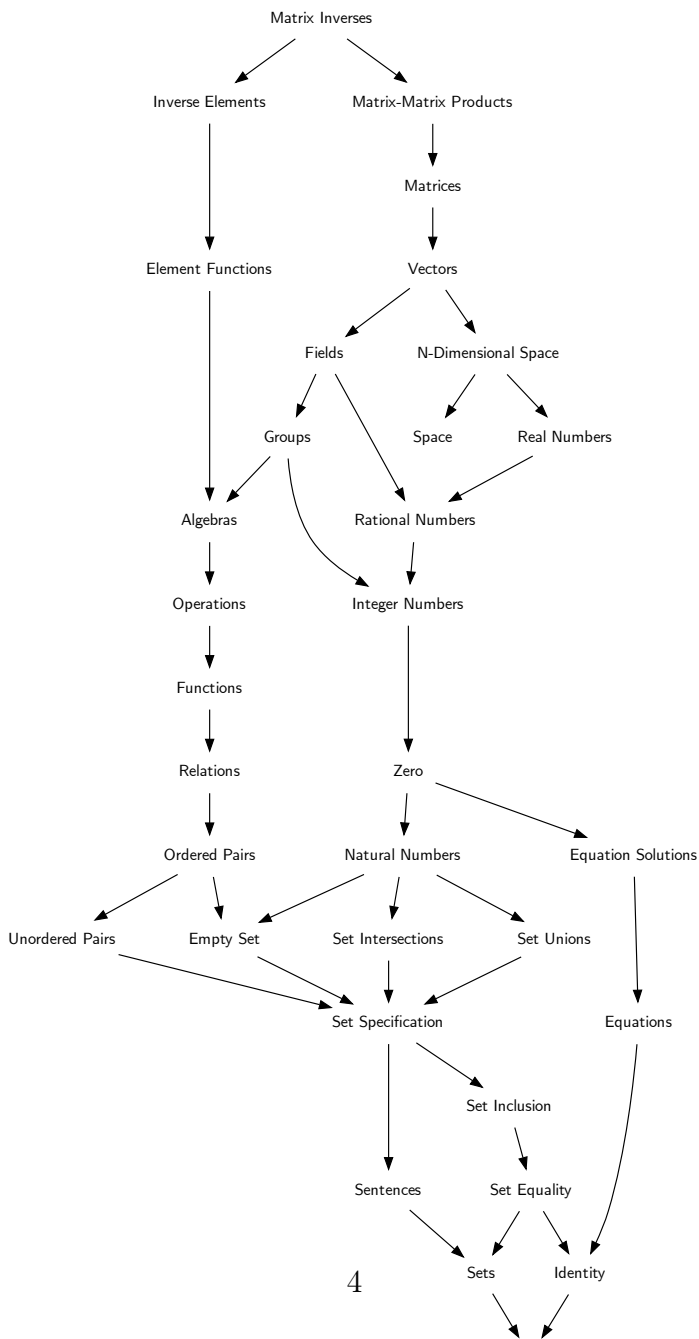 Matrix Inverses
Inverse Elements
Matrix-Matrix Products
Matrices
Element Functions
Vectors
Fields
N-Dimensional Space
Groups
Space
Real Numbers
Algebras
Rational Numbers
Operations
Integer Numbers
Functions
Relations
Zero
Ordered Pairs
Natural Numbers
Equation Solutions
Unordered Pairs
Empty Set
Set Intersections
Set Unions
Set Specification
Equations
Set Inclusion
Sentences
Set Equality
Sets
Identity
4